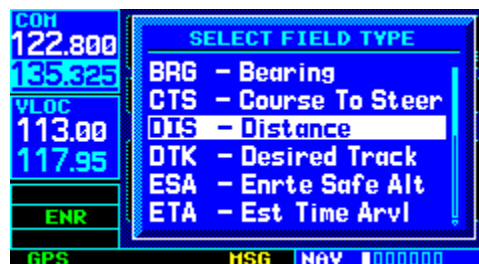 COM
122.800
135.325
VLOC
113.00
117.95
ENR
GPS
SELECT FIELD TYPE
BRG – Bearing
CTS – Course To Steer
DIS – Distance
DTK – Desired Track
ESA – Enrte Safe Alt
ETA – Est Time Arvl
MSG
NAV